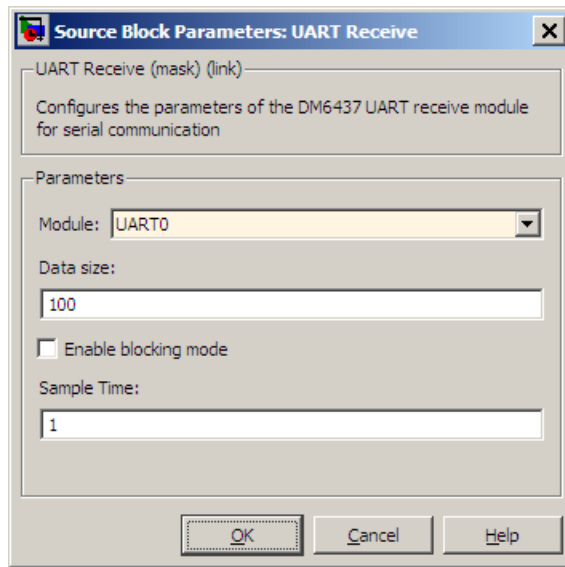 Source Block Parameters: UART Receive
UART Receive (mask) (link)
Configures the parameters of the DM6437 UART receive module
for serial communication
Parameters
Module: UART0
Data size:
100
Enable blocking mode
Sample Time:
1
OK Cancel Help